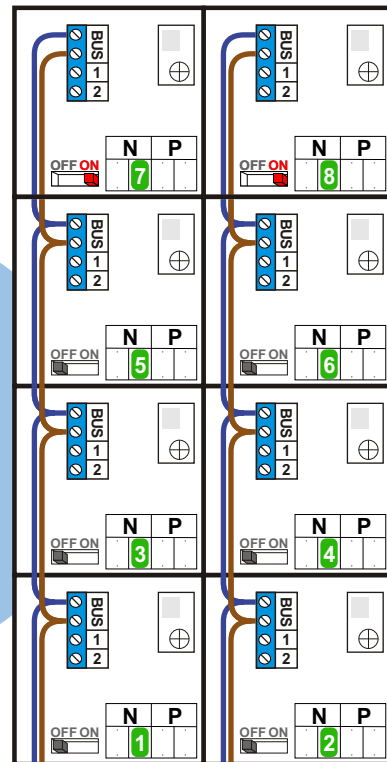 BUS BUS
1 1
2 2
N P N P
OFF ON OFF ON
7 8
BUS BUS
1 1
2 2
N P N P
OFF ON OFF ON
5 6
BUS BUS
1 1
2 2
N P N P
OFF ON OFF ON
3 4
BUS BUS
1 1
2 2
N P N P
OFF ON OFF ON
1 2